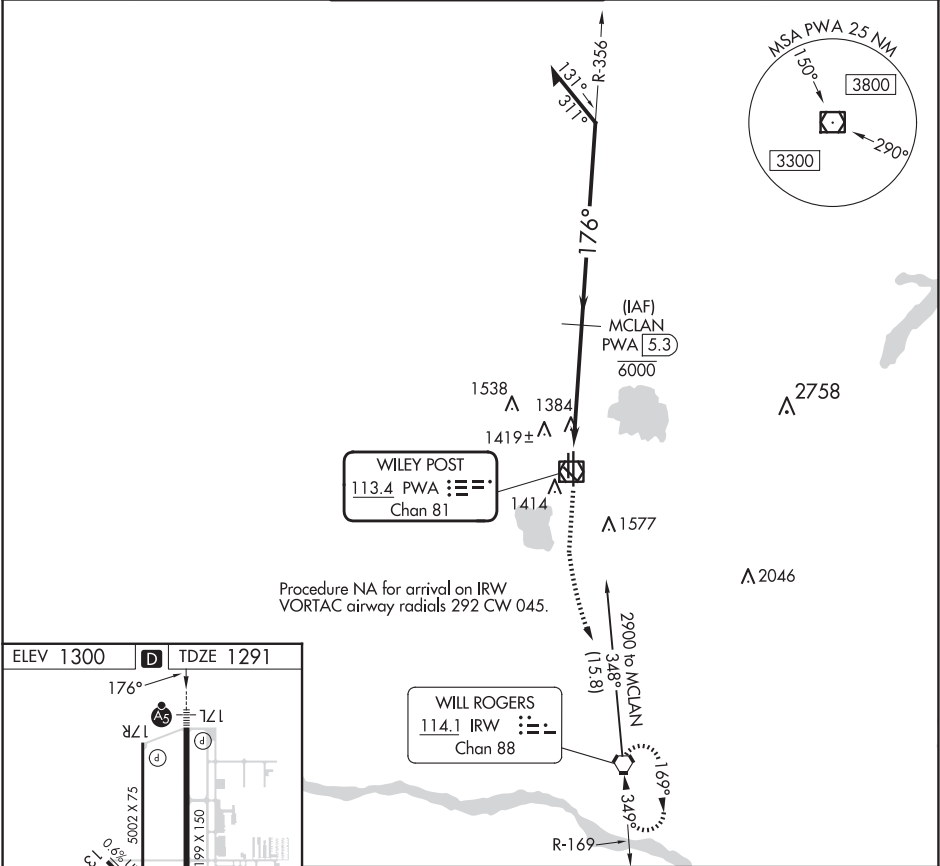 R-356
131°
311°
MSA PWA 25 NM
150°
3800
290°
3300
176°
(IAF)
MCLAN
PWA 5.3
6000
1538
1384
1419±
2758
WILEY POST
113.4 PWA
Chan 81
1414
1577
2046
Procedure NA for arrival on IRW
VORTAC airway radials 292 CW 045.
2900 to MCLAN
348°
(15.8)
WILL ROGERS
114.1 IRW
Chan 88
169°
349°
R-169
ELEV 1300
D
TDZE 1291
176°
A5
17L
17R
P
P
5002 X 75
99 X 150